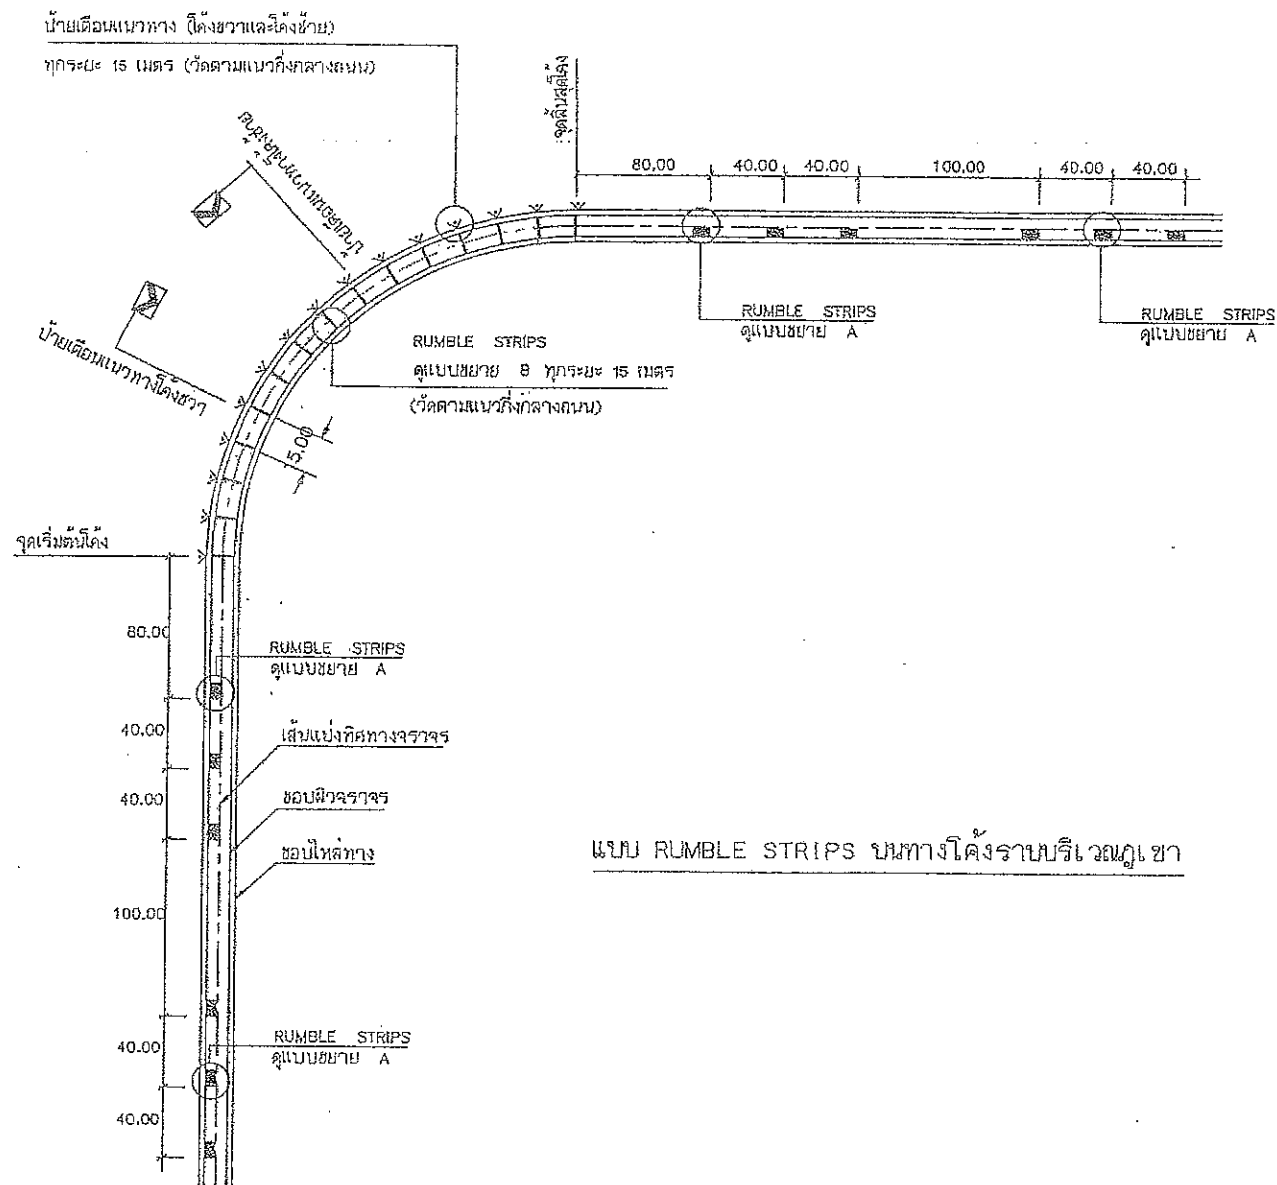 ป้ายเตือนแนวทาง (โค้งขวาและโค้งซ้าย)
ทุกระยะ 15 เมตร (วัดตามแนวกึ่งกลางถนน)
จุดสิ้นสุดโค้ง
80.00
40.00
40.00
100.00
40.00
40.00
ป้ายเตือนแนวทางโค้งซ้าย
RUMBLE STRIPS
ดูแบบขยาย A
RUMBLE STRIPS
ดูแบบขยาย A
ป้ายเตือนแนวทางโค้งขวา
RUMBLE STRIPS
ดูแบบขยาย B ทุกระยะ 15 เมตร
(วัดตามแนวกึ่งกลางถนน)
15.00
จุดเริ่มต้นโค้ง
80.00
RUMBLE STRIPS
ดูแบบขยาย A
40.00
เส้นแบ่งทิศทางจราจร
40.00
ขอบผิวจราจร
ขอบไหล่ทาง
แบบ RUMBLE STRIPS บนทางโค้งราบบริเวณภูเขา
100.00
RUMBLE STRIPS
ดูแบบขยาย A
40.00
40.00